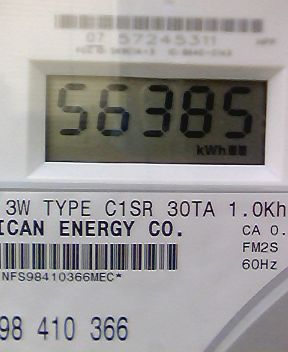 07 57245311
56385
kWh
3W TYPE C1SR 30TA 1.0Kh
ICAN ENERGY CO.
CA 0.
FM2S
60Hz
NFS98410366MEC*
98 410 366